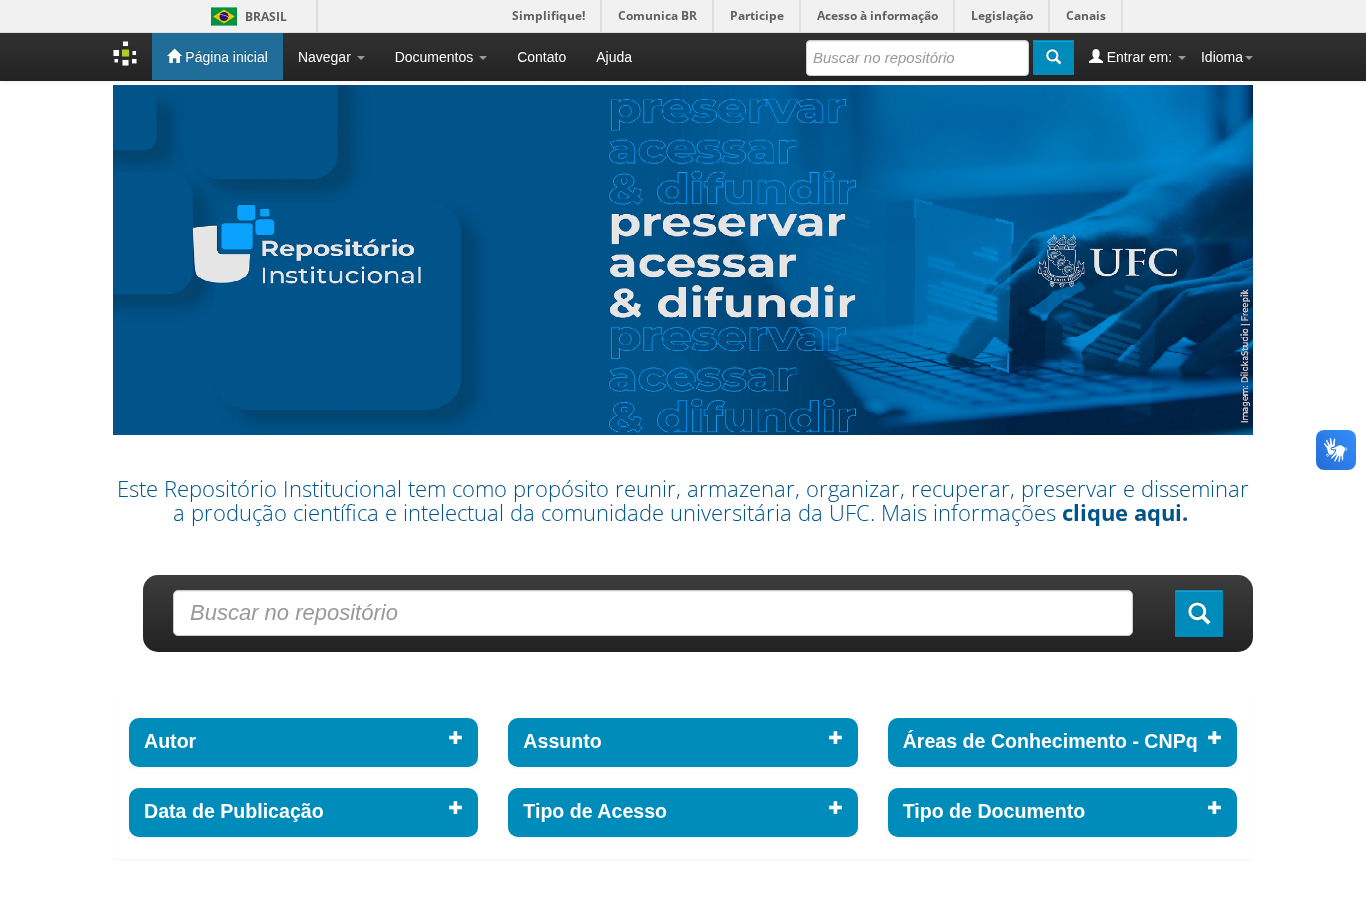 BRASIL
Simplifique! Comunica BR Participe Acesso à informação Legislação Canais
Página inicial Navegar Documentos Contato Ajuda Buscar no repositório Entrar em: Idioma
preservar
acessar
& difundir
preservar
acessar
& difundir
preservar
acessar
& difundir
Repositório
Institucional
UFC
Imagem: DilokaStudio | Freepik
Este Repositório Institucional tem como propósito reunir, armazenar, organizar, recuperar, preservar e disseminar
a produção científica e intelectual da comunidade universitária da UFC. Mais informações clique aqui.
Buscar no repositório
Autor
Assunto
Áreas de Conhecimento - CNPq
Data de Publicação
Tipo de Acesso
Tipo de Documento